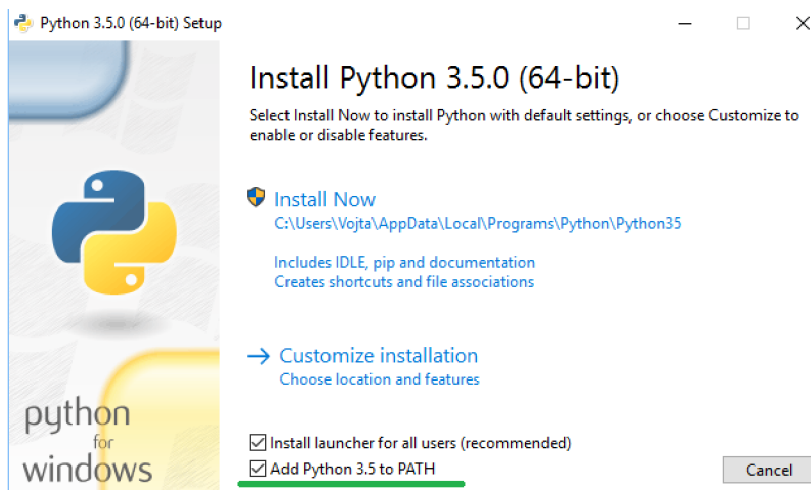 Python 3.5.0 (64-bit) Setup
Install Python 3.5.0 (64-bit)
Select Install Now to install Python with default settings, or choose Customize to
enable or disable features.
Install Now
C:\Users\Vojta\AppData\Local\Programs\Python\Python35
Includes IDLE, pip and documentation
Creates shortcuts and file associations
Customize installation
Choose location and features
python
for
windows
Install launcher for all users (recommended)
Add Python 3.5 to PATH
Cancel